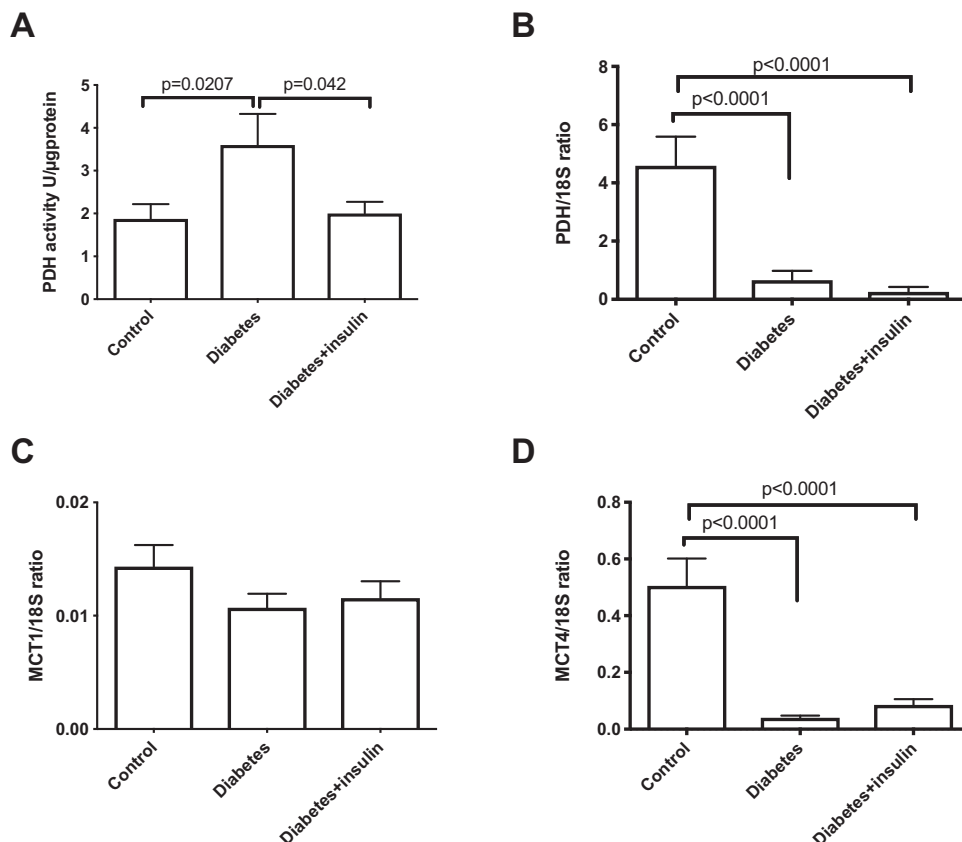 A
PDH activity U/µgprotein
5
4
3
2
1
0
p=0.0207
p=0.042
Control
Diabetes
Diabetes+insulin
B
PDH/18S ratio
8
6
4
2
0
p<0.0001
p<0.0001
Control
Diabetes
Diabetes+insulin
C
MCT1/18S ratio
0.02
0.01
0.00
Control
Diabetes
Diabetes+insulin
D
MCT4/18S ratio
0.8
0.6
0.4
0.2
0.0
p<0.0001
p<0.0001
Control
Diabetes
Diabetes+insulin